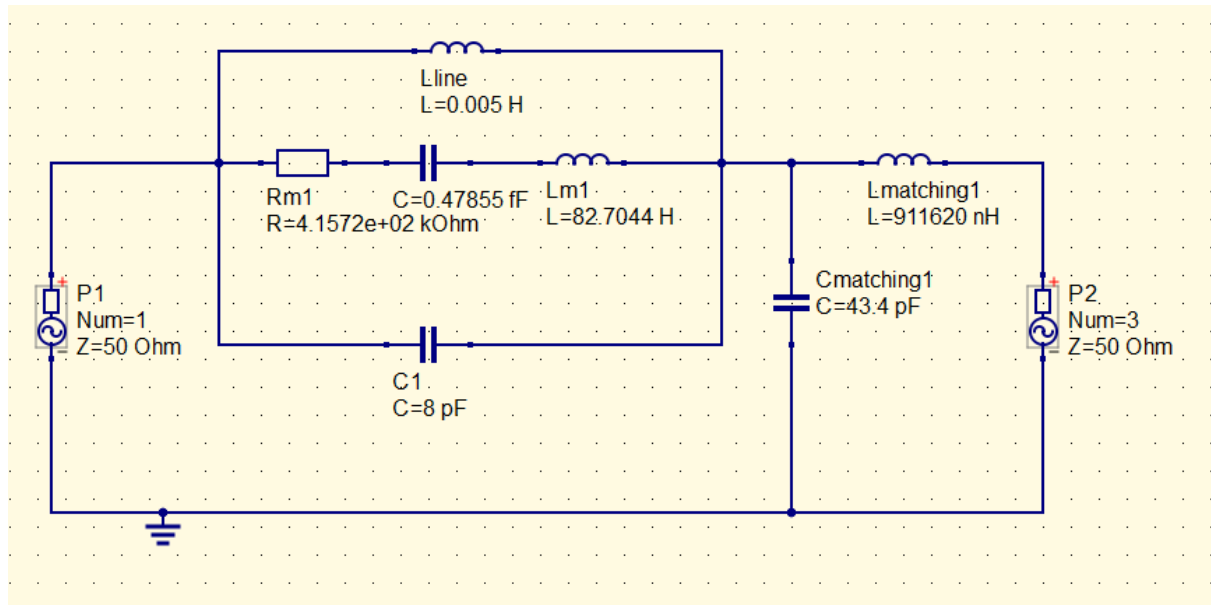 Lline
L=0.005 H
Rm1
R=4.1572e+02 kOhm
C=0.47855 fF
Lm1
L=82.7044 H
Lmatching1
L=911620 nH
P1
Num=1
Z=50 Ohm
Cmatching1
C=43.4 pF
P2
Num=3
Z=50 Ohm
C1
C=8 pF